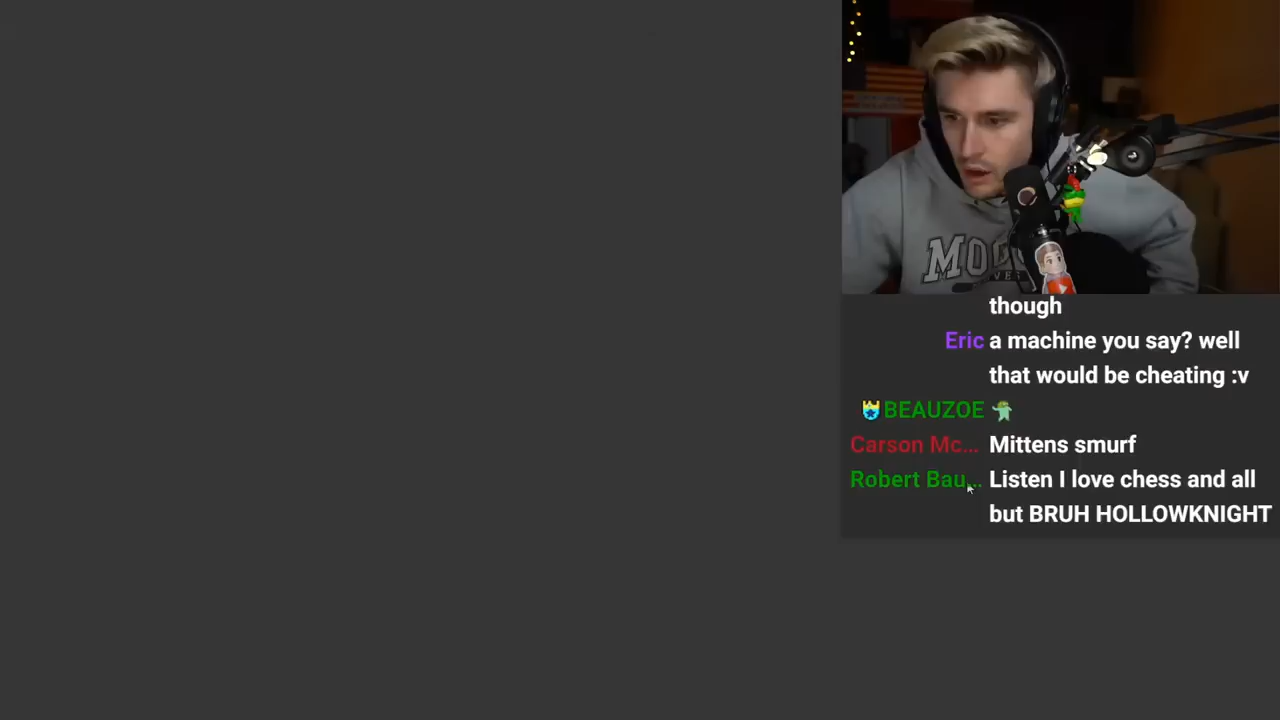 though
Eric a machine you say? well
that would be cheating :v
BEAUZOE
Carson Mc... Mittens smurf
Robert Bau... Listen I love chess and all
but BRUH HOLLOWKNIGHT